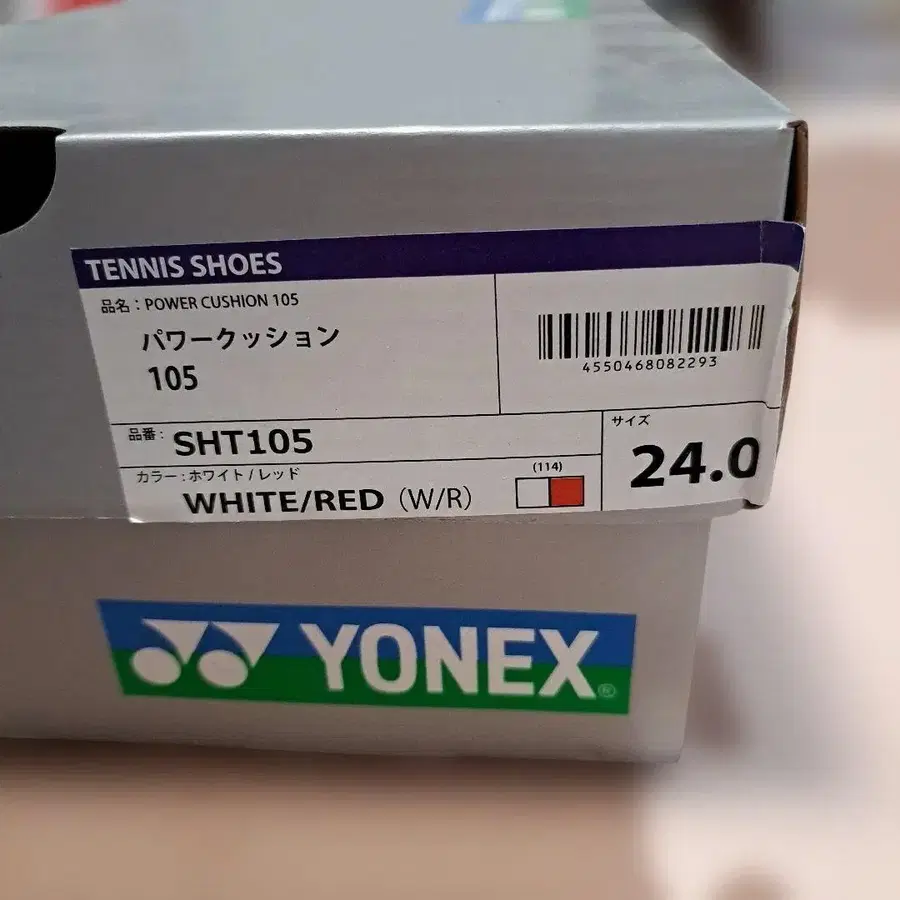 TENNIS SHOES
品名：POWER CUSHION 105
パワークッション
105
4550468082293
品番：
SHT105
サイズ
24.0
カラー：ホワイト/レッド
WHITE/RED (W/R)
(114)
YONEX®